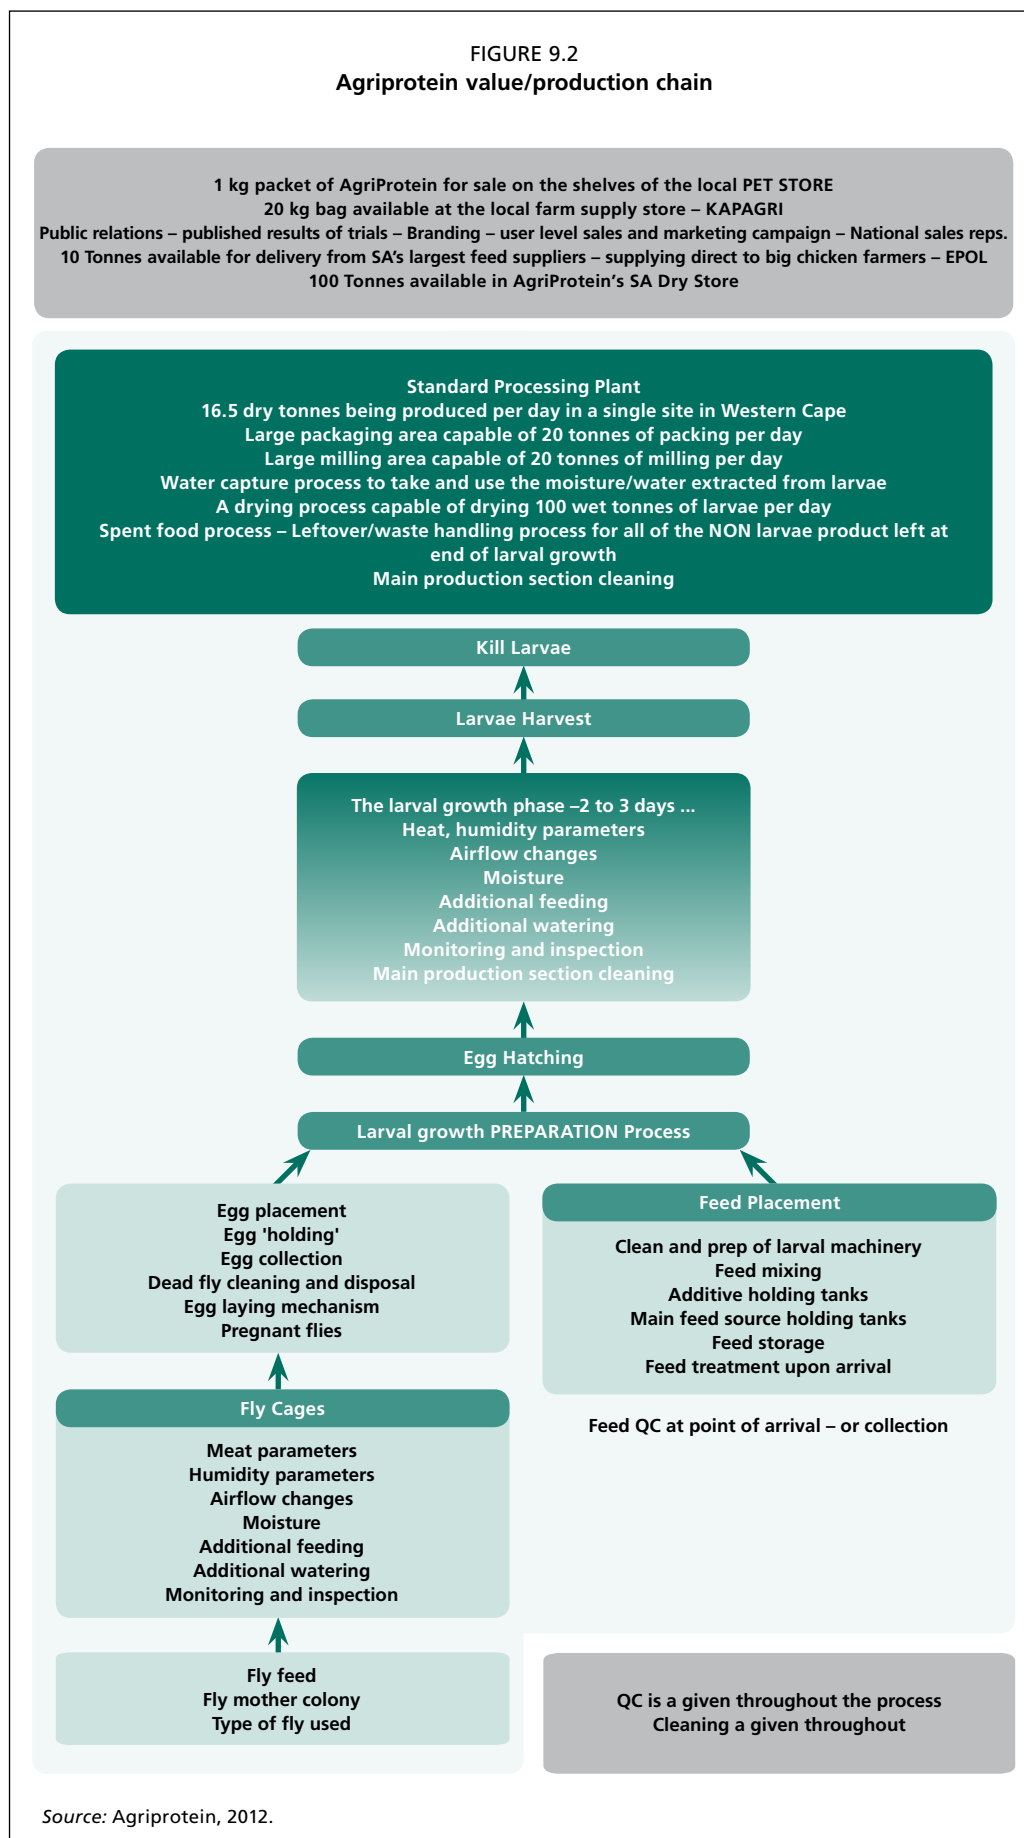 FIGURE 9.2
Agriprotein value/production chain
1 kg packet of AgriProtein for sale on the shelves of the local PET STORE
20 kg bag available at the local farm supply store – KAPAGRI
Public relations – published results of trials – Branding – user level sales and marketing campaign – National sales reps.
10 Tonnes available for delivery from SA's largest feed suppliers – supplying direct to big chicken farmers – EPOL
100 Tonnes available in AgriProtein's SA Dry Store
Standard Processing Plant
16.5 dry tonnes being produced per day in a single site in Western Cape
Large packaging area capable of 20 tonnes of packing per day
Large milling area capable of 20 tonnes of milling per day
Water capture process to take and use the moisture/water extracted from larvae
A drying process capable of drying 100 wet tonnes of larvae per day
Spent food process – Leftover/waste handling process for all of the NON larvae product left at
end of larval growth
Main production section cleaning
Kill Larvae
Larvae Harvest
The larval growth phase –2 to 3 days ...
Heat, humidity parameters
Airflow changes
Moisture
Additional feeding
Additional watering
Monitoring and inspection
Main production section cleaning
Egg Hatching
Larval growth PREPARATION Process
Egg placement
Egg 'holding'
Egg collection
Dead fly cleaning and disposal
Egg laying mechanism
Pregnant flies
Feed Placement
Clean and prep of larval machinery
Feed mixing
Additive holding tanks
Main feed source holding tanks
Feed storage
Feed treatment upon arrival
Feed QC at point of arrival – or collection
Fly Cages
Meat parameters
Humidity parameters
Airflow changes
Moisture
Additional feeding
Additional watering
Monitoring and inspection
Fly feed
Fly mother colony
Type of fly used
QC is a given throughout the process
Cleaning a given throughout
Source: Agriprotein, 2012.